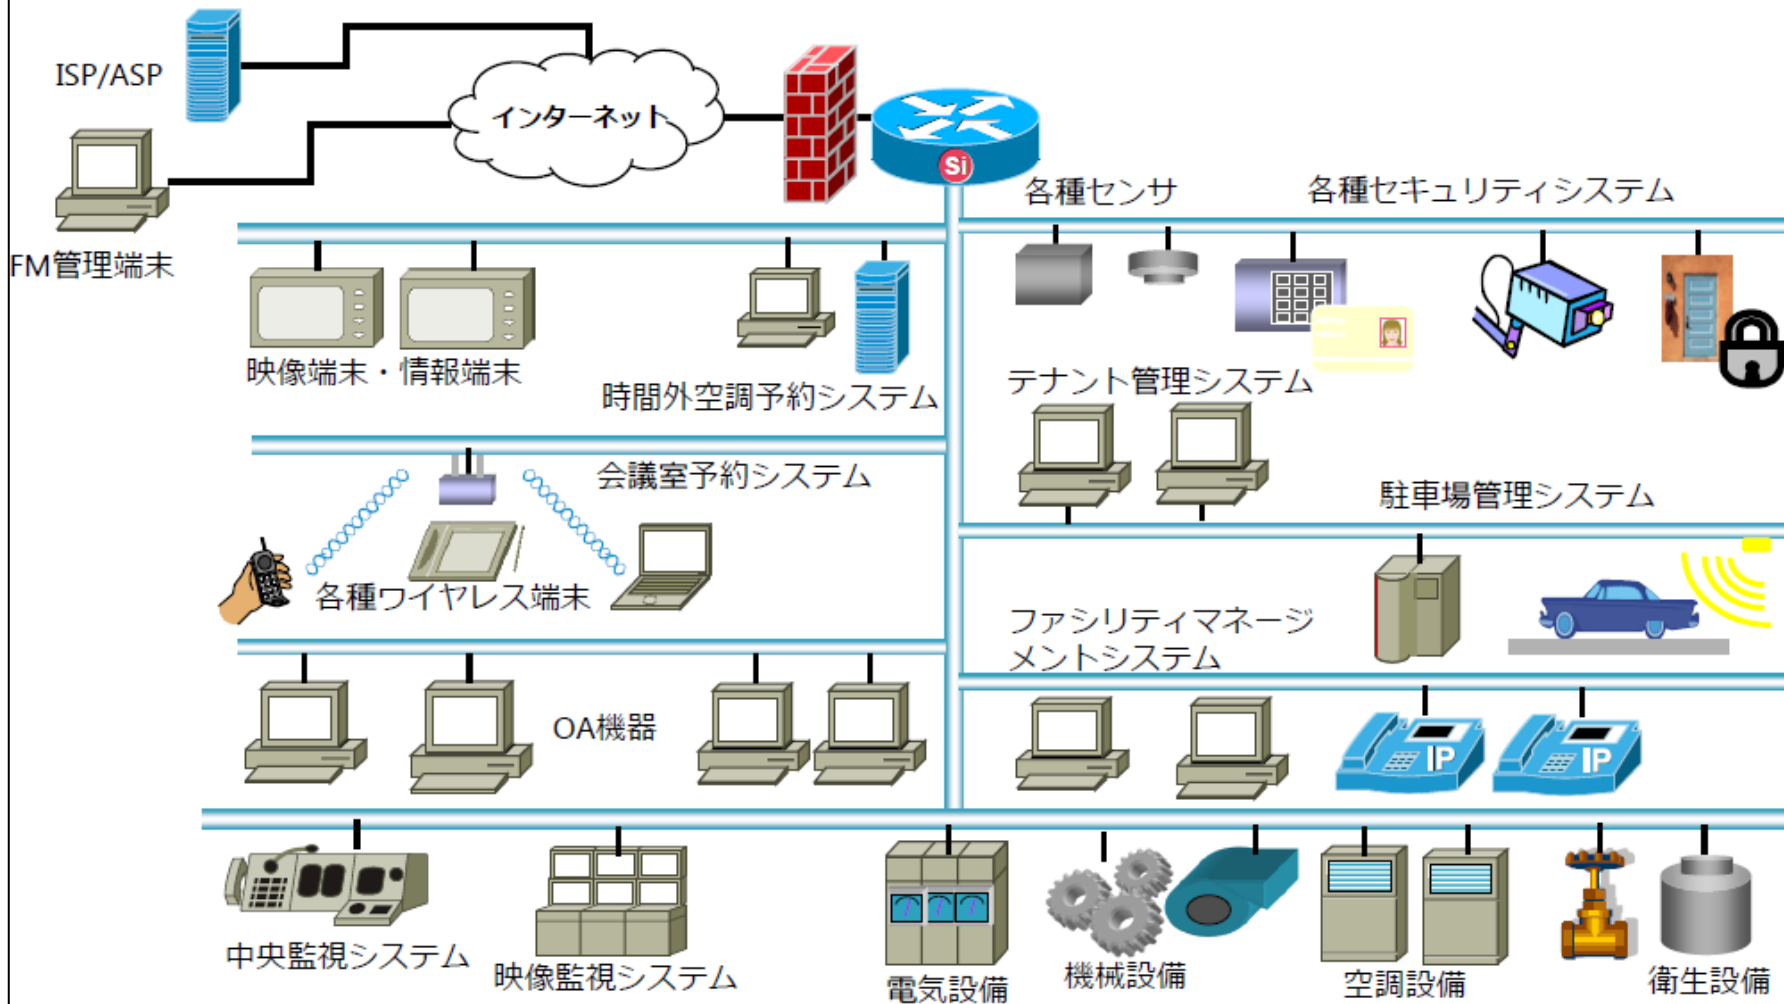 ISP/ASP
インターネット
Si
FM管理端末
各種センサ
各種セキュリティシステム
映像端末・情報端末
時間外空調予約システム
テナント管理システム
会議室予約システム
駐車場管理システム
各種ワイヤレス端末
ファシリティマネージ
メントシステム
OA機器
IP
IP
中央監視システム
映像監視システム
電気設備
機械設備
空調設備
衛生設備